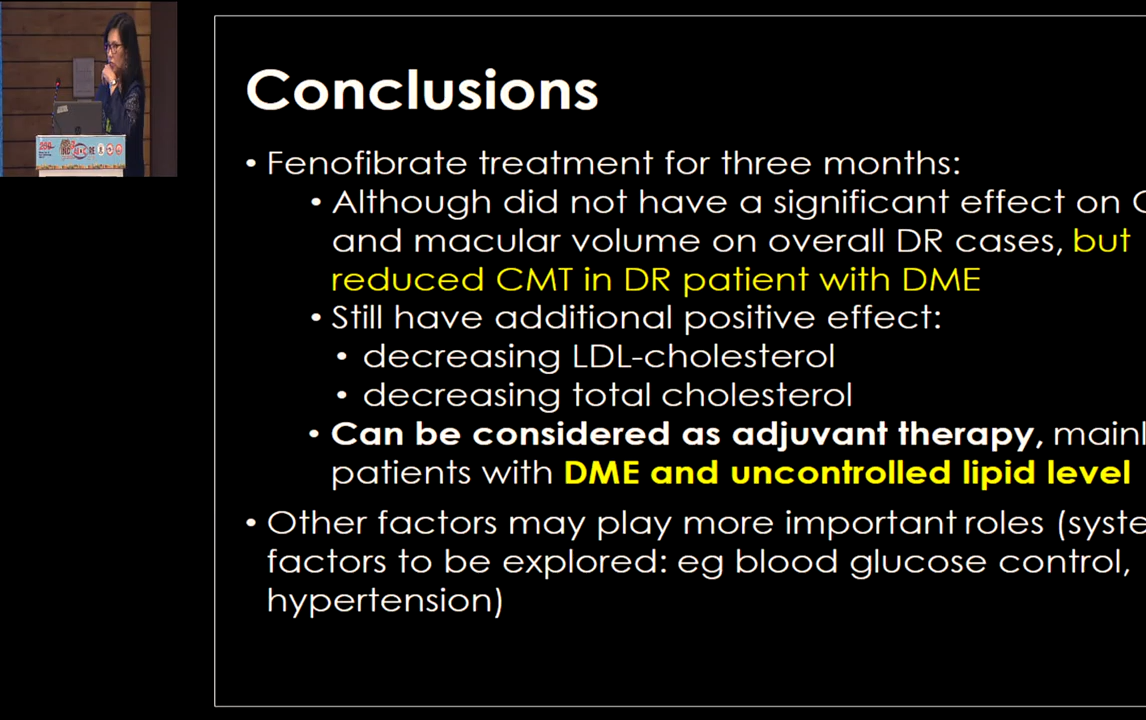 Conclusions
• Fenofibrate treatment for three months:
• Although did not have a significant effect on
and macular volume on overall DR cases, but
reduced CMT in DR patient with DME
• Still have additional positive effect:
• decreasing LDL-cholesterol
• decreasing total cholesterol
• Can be considered as adjuvant therapy, mainl
patients with DME and uncontrolled lipid level
• Other factors may play more important roles (syste
factors to be explored: eg blood glucose control,
hypertension)